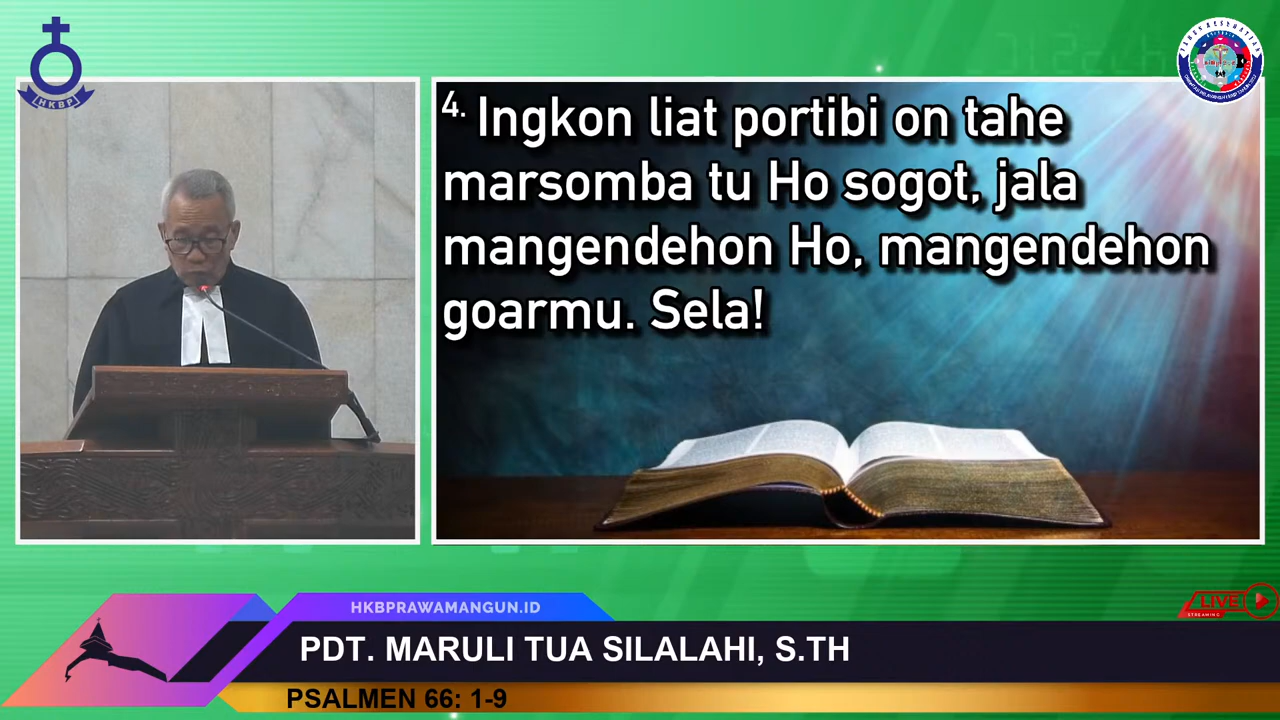 HKBP
4. Ingkon liat portibi on tahe
marsomba tu Ho sogot, jala
mangendehon Ho, mangendehon
goarmu. Sela!
LIVE
STREAMING
HKBPRAWAMANGUN.ID
PDT. MARULI TUA SILALAHI, S.TH
PSALMEN 66: 1-9